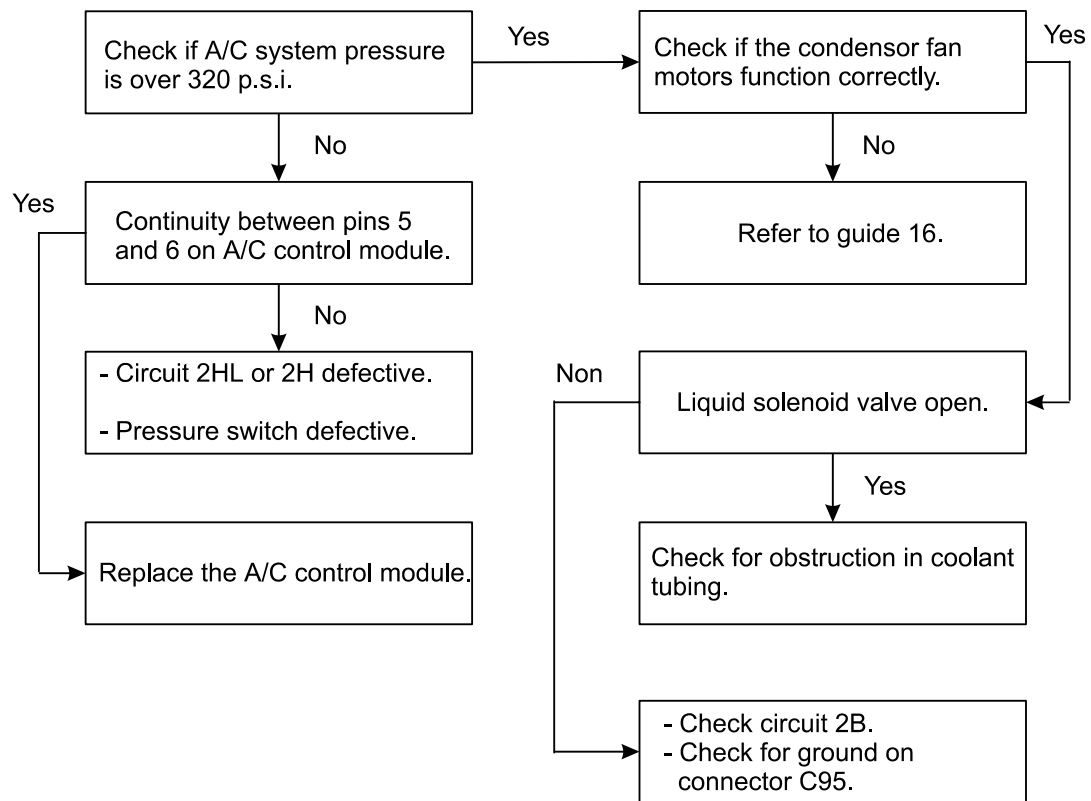 Check if A/C system pressure
is over 320 p.s.i.
Yes
Check if the condensor fan
motors function correctly.
Yes
No
No
Yes
Continuity between pins 5
and 6 on A/C control module.
Refer to guide 16.
No
- Circuit 2HL or 2H defective.
- Pressure switch defective.
Non
Liquid solenoid valve open.
Yes
Replace the A/C control module.
Check for obstruction in coolant
tubing.
- Check circuit 2B.
- Check for ground on
connector C95.